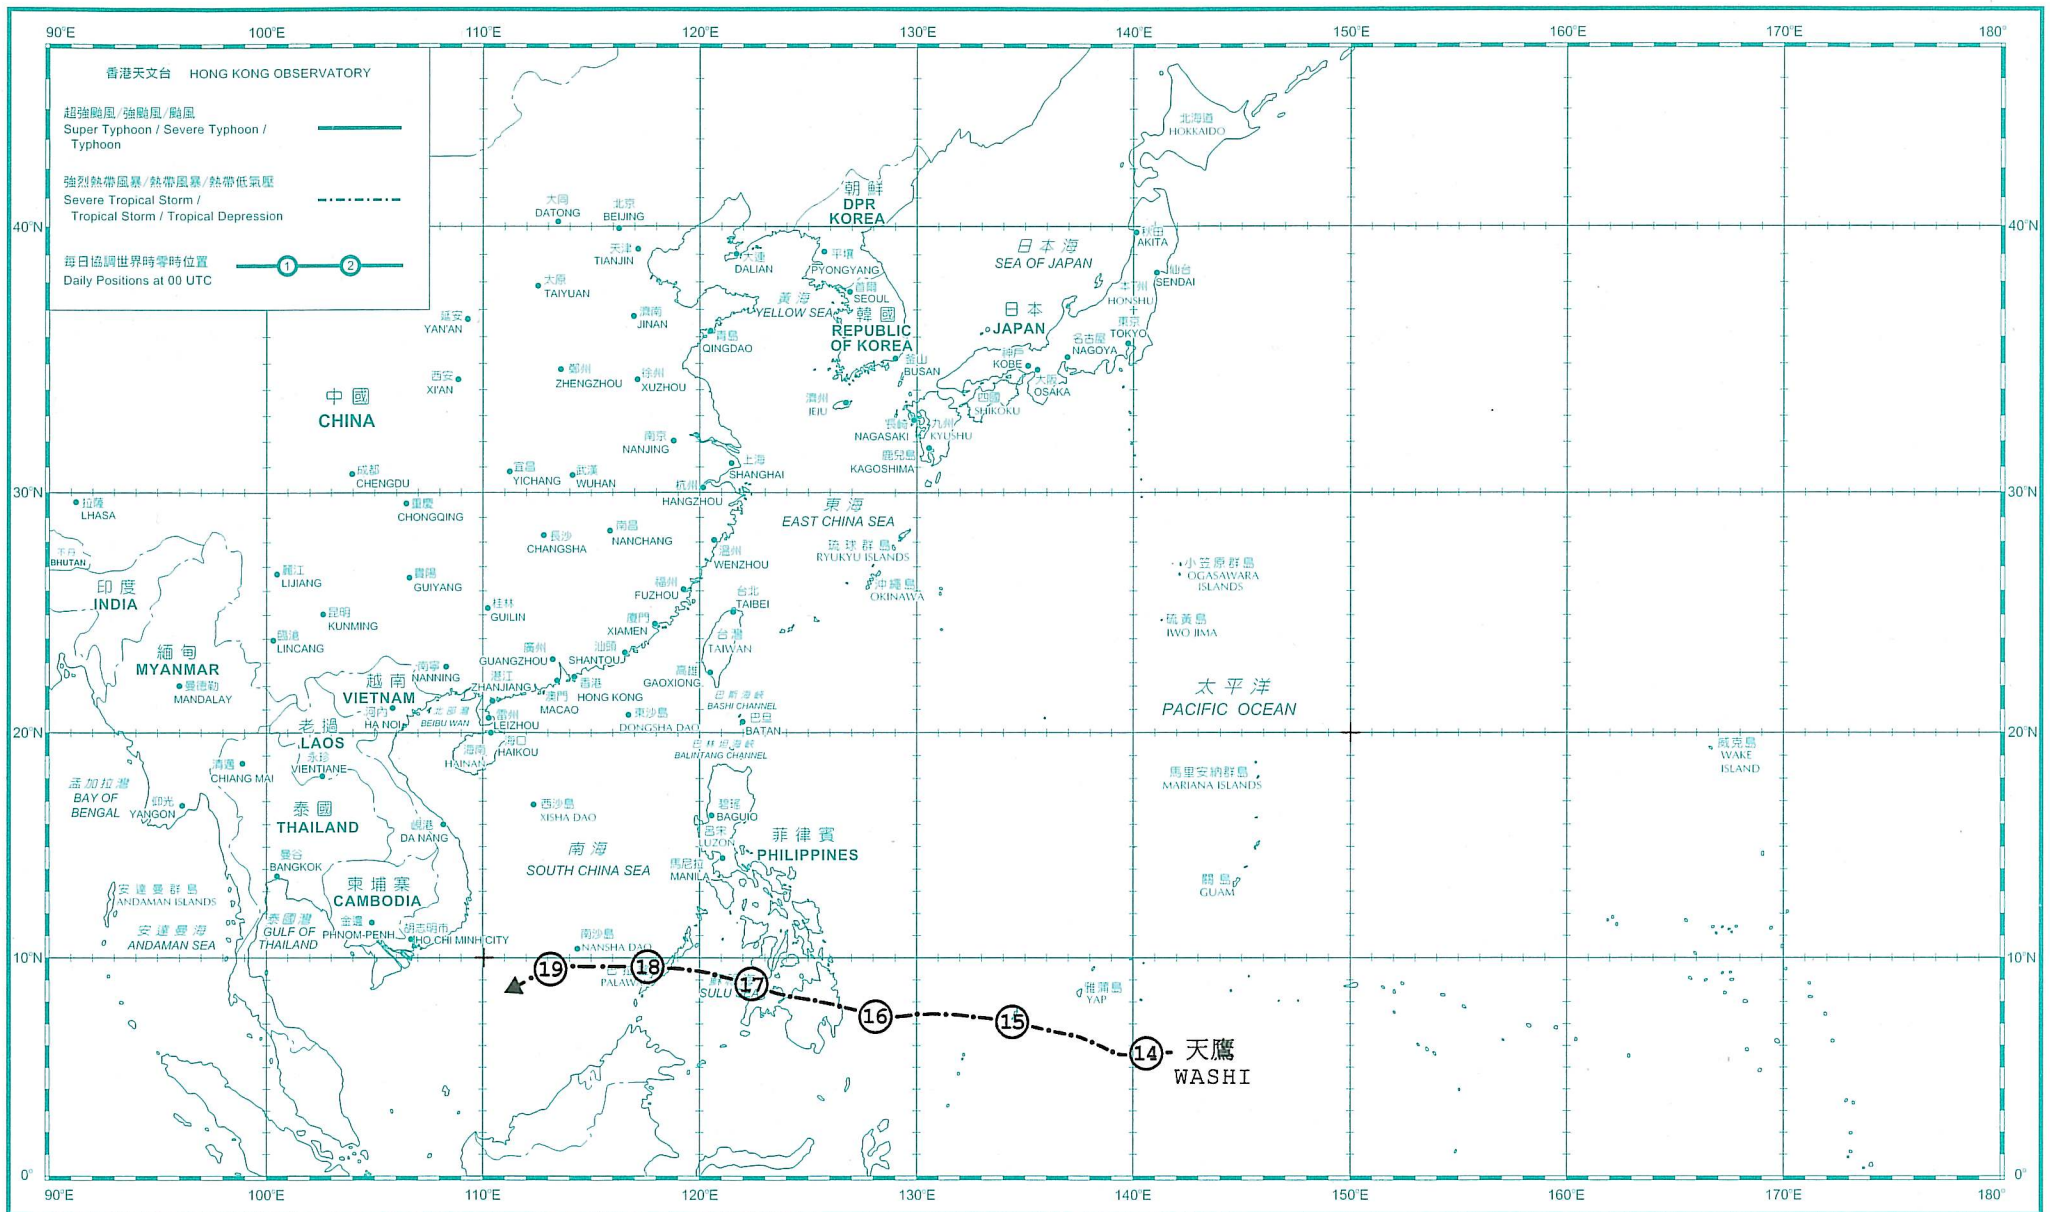 90°E 100°E 110°E 120°E 130°E 140°E 150°E 160°E 170°E 180°
香港天文台 HONG KONG OBSERVATORY
超強颱風/強颱風/颱風
Super Typhoon / Severe Typhoon /
Typhoon
強烈熱帶風暴/熱帶風暴/熱帶低氣壓
Severe Tropical Storm /
Tropical Storm / Tropical Depression
每日協調世界時零時位置
Daily Positions at 00 UTC
1 2
北海道
HOKKAIDO
朝鮮
DPR
KOREA
大同
DATONG
北京
BEIJING
40°N 40°N
天津
TIANJIN
大連
DALIAN
平壤
PYONGYANG
日本海
SEA OF JAPAN
秋田
AKITA
仙台
SENDAI
太原
TAIYUAN
首爾
SEOUL
黃海
YELLOW SEA
韓國
REPUBLIC
OF KOREA
本州
HONSHU
日本
JAPAN
東京
TOKYO
延安
YAN'AN
濟南
JINAN
青島
QINGDAO
名古屋
NAGOYA
神戶
KOBE
大阪
OSAKA
釜山
BUSAN
西安
XI'AN
鄭州
ZHENGZHOU
徐州
XUZHOU
濟州
JEJU
四國
SHIKOKU
中國
CHINA
長崎
NAGASAKI
九州
KYUSHU
鹿兒島
KAGOSHIMA
南京
NANJING
上海
SHANGHAI
成都
CHENGDU
宜昌
YICHANG
武漢
WUHAN
杭州
HANGZHOU
30°N 30°N
拉薩
LHASA
重慶
CHONGQING
東海
EAST CHINA SEA
長沙
CHANGSHA
南昌
NANCHANG
琉球群島
RYUKYU ISLANDS
溫州
WENZHOU
不丹
BHUTAN
印度
INDIA
麗江
LIJIANG
貴陽
GUIYANG
福州
FUZHOU
台北
TAIBEI
沖繩島
OKINAWA
小笠原群島
OGASAWARA
ISLANDS
昆明
KUNMING
桂林
GUILIN
廈門
XIAMEN
台灣
TAIWAN
硫黃島
IWO JIMA
臨滄
LINCANG
緬甸
MYANMAR
廣州
GUANGZHOU
汕頭
SHANTOU
曼德勒
MANDALAY
南寧
NANNING
越南
VIETNAM
湛江
ZHANJIANG
香港
HONG KONG
澳門
MACAO
高雄
GAOXIONG
巴斯海峽
BASHI CHANNEL
太平洋
PACIFIC OCEAN
河內
HA NOI
北部灣
BEIBU WAN
雷州
LEIZHOU
東沙島
DONGSHA DAO
巴旦
BATAN
20°N 20°N
老撾
LAOS
永珍
VIENTIANE
海口
HAIKOU
海南
HAINAN
巴林坦海峽
BALINTANG CHANNEL
威克島
WAKE
ISLAND
清邁
CHIANG MAI
馬里安納群島
MARIANA ISLANDS
孟加拉灣
BAY OF
BENGAL
仰光
YANGON
泰國
THAILAND
西沙島
XISHA DAO
碧瑶
BAGUIO
峴港
DA NANG
呂宋
LUZON
菲律賓
PHILIPPINES
曼谷
BANGKOK
南海
SOUTH CHINA SEA
馬尼拉
MANILA
安達曼群島
ANDAMAN ISLANDS
柬埔寨
CAMBODIA
關島
GUAM
安達曼海
ANDAMAN SEA
泰國灣
GULF OF
THAILAND
金邊
PHNOM-PENH
胡志明市
HO CHI MINH CITY
南沙島
NANSHA DAO
10°N 10°N
19 18 17 16 15 14
SULU SEA
雅蒲島
YAP
天鷹
WASHI
0° 0°
90°E 100°E 110°E 120°E 130°E 140°E 150°E 160°E 170°E 180°